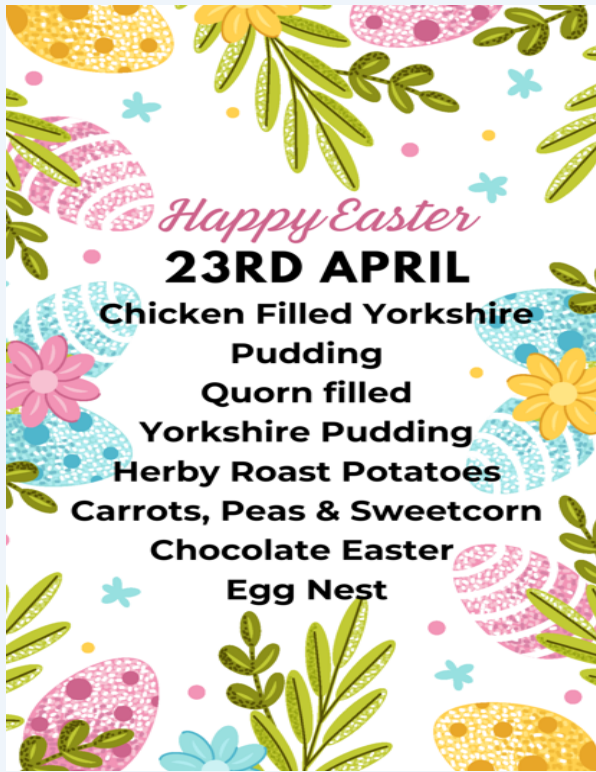 Happy Easter
23RD APRIL
Chicken Filled Yorkshire
Pudding
Quorn filled
Yorkshire Pudding
Herby Roast Potatoes
Carrots, Peas & Sweetcorn
Chocolate Easter
Egg Nest